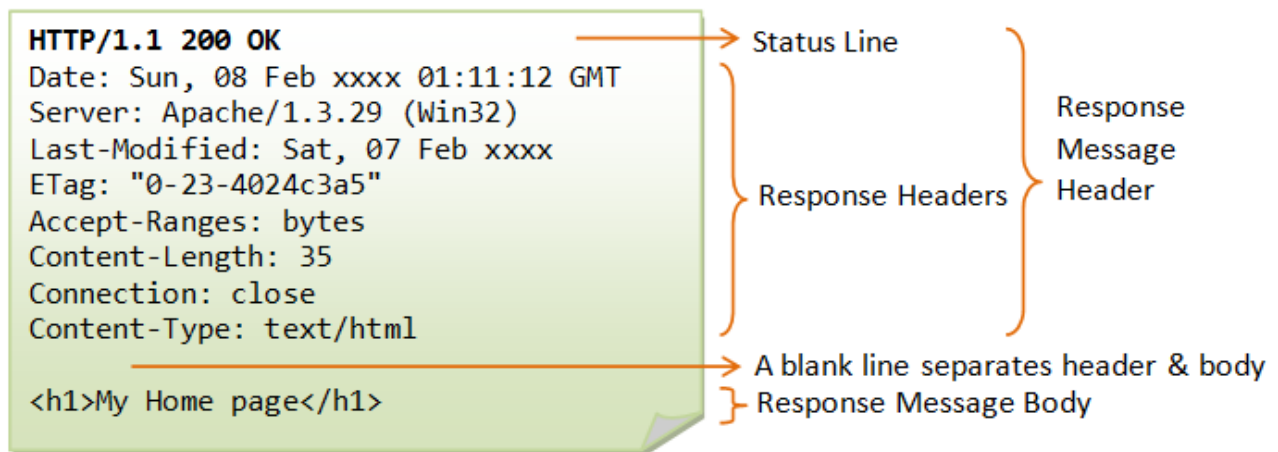 HTTP/1.1 200 OK
Date: Sun, 08 Feb xxxx 01:11:12 GMT
Server: Apache/1.3.29 (Win32)
Last-Modified: Sat, 07 Feb xxxx
ETag: "0-23-4024c3a5"
Accept-Ranges: bytes
Content-Length: 35
Connection: close
Content-Type: text/html
<h1>My Home page</h1>
Status Line
Response Headers
Response
Message
Header
A blank line separates header & body
Response Message Body